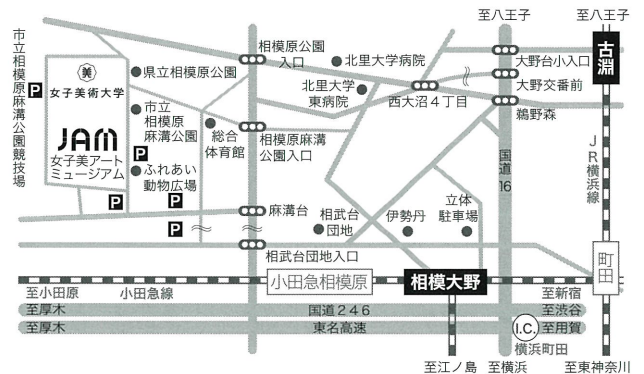 至八王子
至八王子
市立相模原麻溝公園競技場
P
女子美術大学
JAM
女子美アート
ミュージアム
県立相模原公園
市立
相模原
麻溝公園
P
ふれあい
動物広場
P
P
P
総合
体育館
相模原公園
入口
北里大学病院
北里大学
東病院
西大沼4丁目
大野台小入口
大野交番前
鵜野森
古淵
相模原麻溝
公園入口
国道16
JR横浜線
麻溝台
相武台
団地
伊勢丹
立体
駐車場
相武台団地入口
小田急相模原
相模大野
町田
至小田原
小田急線
至新宿
至厚木
国道246
至渋谷
至厚木
東名高速
I.C.
至用賀
横浜町田
至江ノ島
至横浜
至東神奈川